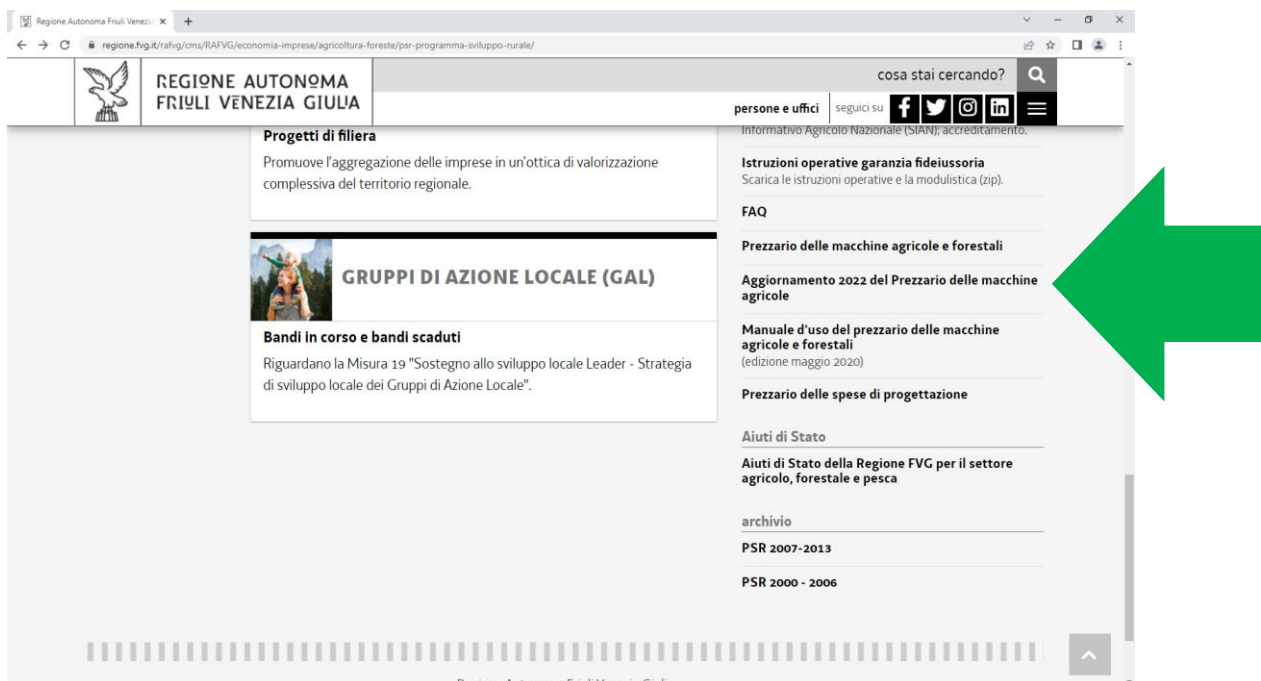 Regione Autonoma Friuli Venezi
regione.fvg.it/rafvg/cms/RAFVG/economia-imprese/agricoltura-foreste/psr-programma-sviluppo-rurale/
REGIONE AUTONOMA
FRIULI VENEZIA GIULIA
cosa stai cercando?
persone e uffici
seguici su
Progetti di filiera
Promuove l'aggregazione delle imprese in un'ottica di valorizzazione
complessiva del territorio regionale.
GRUPPI DI AZIONE LOCALE (GAL)
Bandi in corso e bandi scaduti
Riguardano la Misura 19 "Sostegno allo sviluppo locale Leader - Strategia
di sviluppo locale dei Gruppi di Azione Locale".
Informativo Agricolo Nazionale (SIAN); accreditamento.
Istruzioni operative garanzia fideiussoria
Scarica le istruzioni operative e la modulistica (zip).
FAQ
Prezzario delle macchine agricole e forestali
Aggiornamento 2022 del Prezzario delle macchine
agricole
Manuale d'uso del prezzario delle macchine
agricole e forestali
(edizione maggio 2020)
Prezzario delle spese di progettazione
Aiuti di Stato
Aiuti di Stato della Regione FVG per il settore
agricolo, forestale e pesca
archivio
PSR 2007-2013
PSR 2000 - 2006